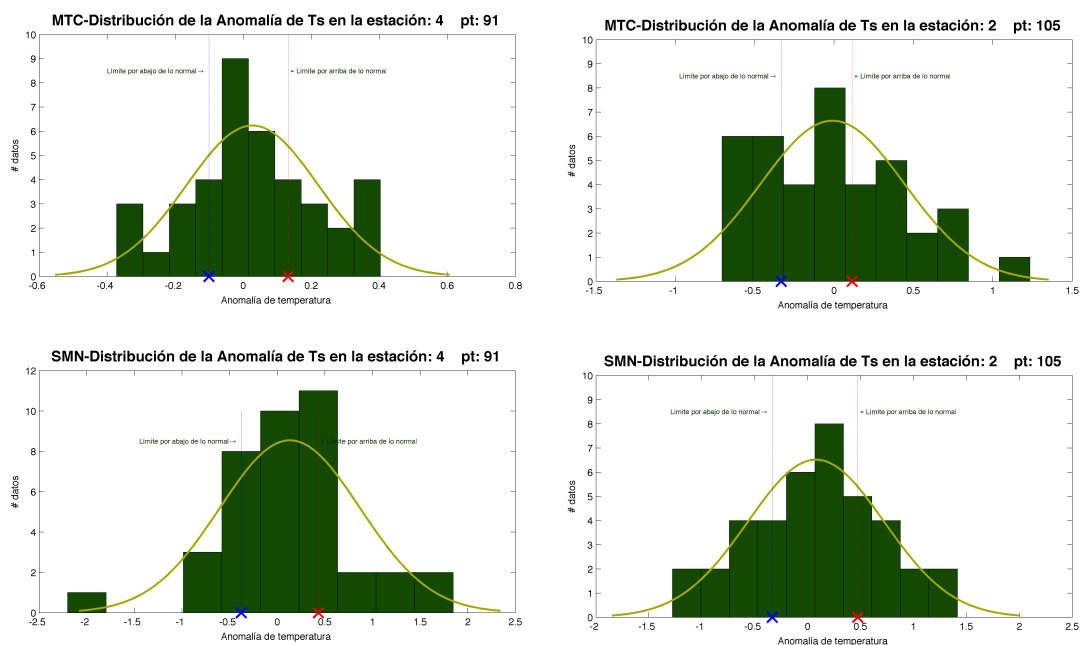 MTC-Distribución de la Anomalía de Ts en la estación: 4 pt: 91
10
9
8
7
6
5
4
3
2
1
0
# datos
Límite por abajo de lo normal→
← Límite por arriba de lo normal
-0.6 -0.4 -0.2 0 0.2 0.4 0.6 0.8
Anomalía de temperatura
MTC-Distribución de la Anomalía de Ts en la estación: 2 pt: 105
10
9
8
7
6
5
4
3
2
1
0
# datos
Límite por abajo de lo normal→
← Límite por arriba de lo normal
-1.5 -1 -0.5 0 0.5 1 1.5
Anomalía de temperatura
SMN-Distribución de la Anomalía de Ts en la estación: 4 pt: 91
12
10
8
6
4
2
0
# datos
Límite por abajo de lo normal→
← Límite por arriba de lo normal
-2.5 -2 -1.5 -1 -0.5 0 0.5 1 1.5 2 2.5
Anomalía de temperatura
SMN-Distribución de la Anomalía de Ts en la estación: 2 pt: 105
10
9
8
7
6
5
4
3
2
1
0
# datos
Límite por abajo de lo normal→
← Límite por arriba de lo normal
-2 -1.5 -1 -0.5 0 0.5 1 1.5 2 2.5
Anomalía de temperatura